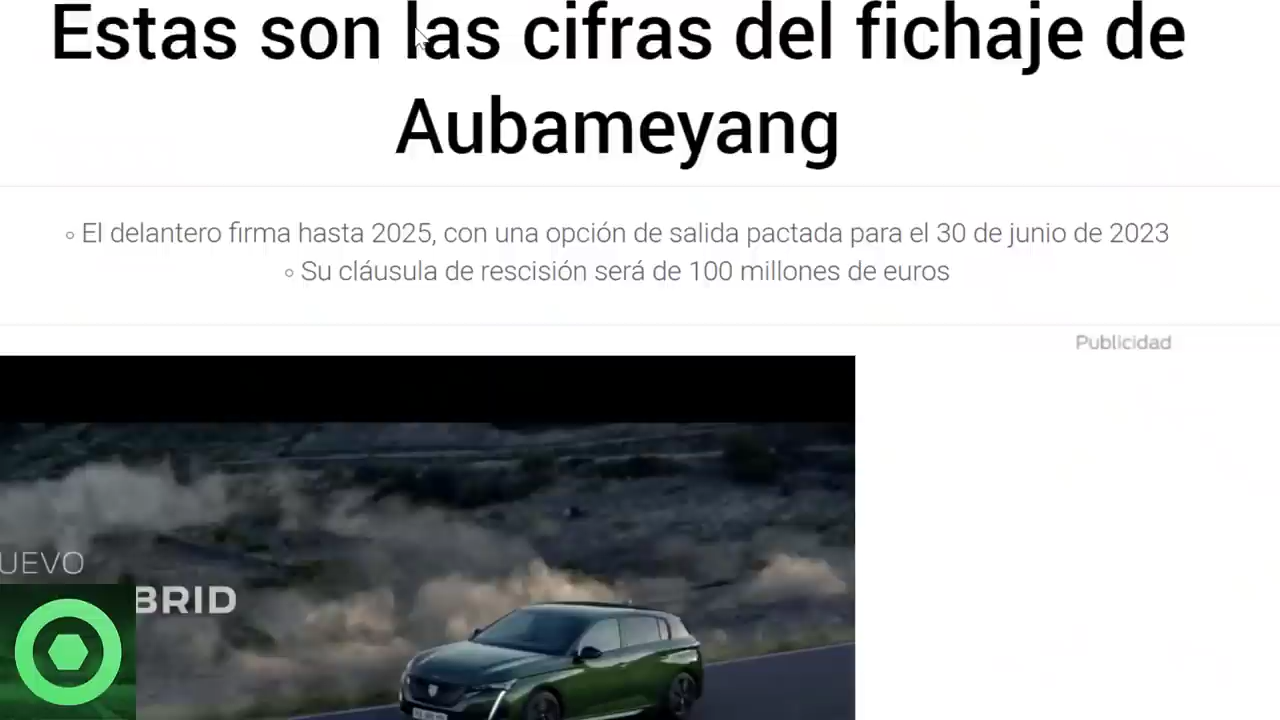 Estas son las cifras del fichaje de
Aubameyang
◦ El delantero firma hasta 2025, con una opción de salida pactada para el 30 de junio de 2023
◦ Su cláusula de rescisión será de 100 millones de euros
Publicidad
UEVO
BRID